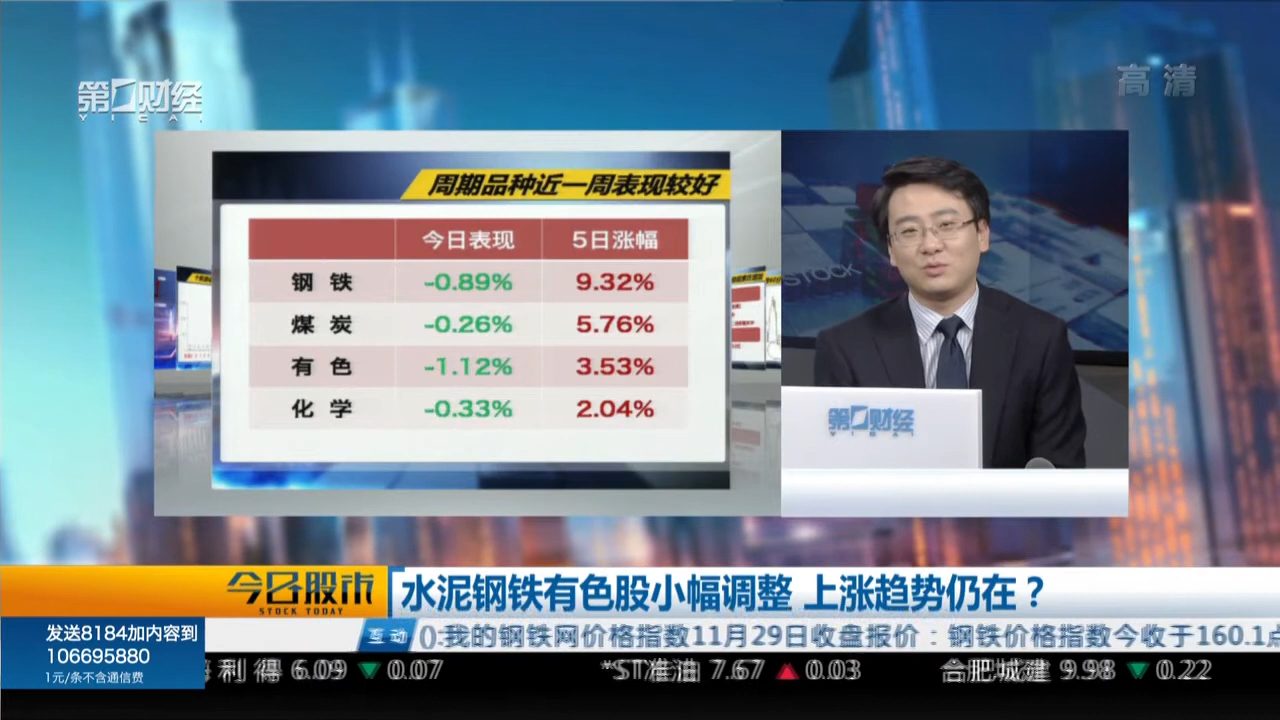 第一财经
YICAI
高清
周期品种近一周表现较好
今日表现 5日涨幅
钢铁 -0.89% 9.32%
煤炭 -0.26% 5.76%
有色 -1.12% 3.53%
化学 -0.33% 2.04%
STOCK
第一财经
YICAI
今日股市
STOCK TODAY
水泥钢铁有色股小幅调整 上涨趋势仍在？
互动
我的钢铁网价格指数11月29日收盘报价：钢铁价格指数今收于160.1点
发送8184加内容到
106695880
1元/条不含通信费
利得 6.09 ▼ 0.07 *ST准油 7.67 ▲ 0.03 合肥城建 9.98 ▼ 0.22